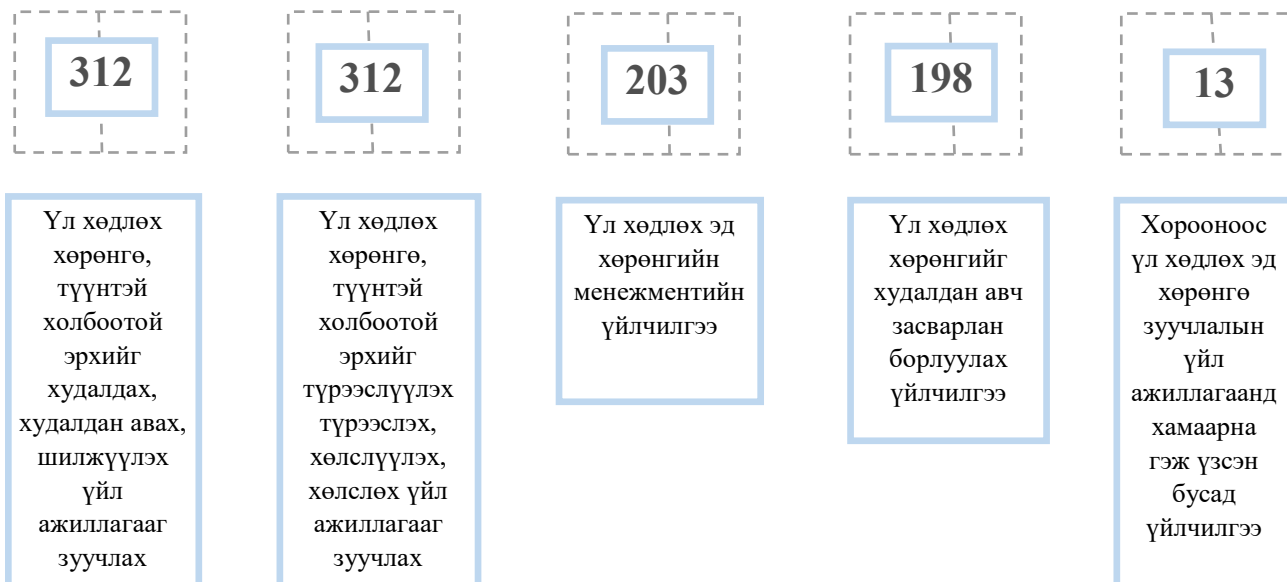 312
312
203
198
13
Үл хөдлөх
хөрөнгө,
түүнтэй
холбоотой
эрхийг
худалдах,
худалдан авах,
шилжүүлэх
үйл
ажиллагааг
зуучлах
Үл хөдлөх
хөрөнгө,
түүнтэй
холбоотой
эрхийг
түрээслүүлэх
түрээслэх,
хөлслүүлэх,
хөлслөх үйл
ажиллагааг
зуучлах
Үл хөдлөх эд
хөрөнгийн
менежментийн
үйлчилгээ
Үл хөдлөх
хөрөнгийг
худалдан авч
засварлан
борлуулах
үйлчилгээ
Хорооноос
үл хөдлөх эд
хөрөнгө
зуучлалын
үйл
ажиллагаанд
хамаарна
гэж үзсэн
бусад
үйлчилгээ